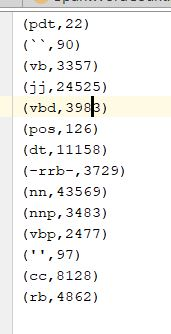 (pdt,22)
(``,90)
(vb,3357)
(jj,24525)
(vbd,3983)
(pos,126)
(dt,11158)
(-rrb-,3729)
(nn,43569)
(nnp,3483)
(vbp,2477)
('',97)
(cc,8128)
(rb,4862)